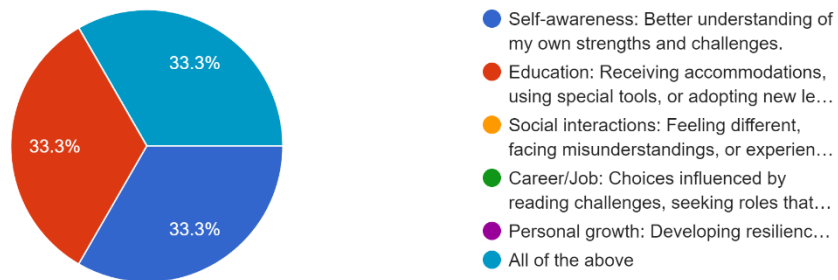 33.3%
33.3%
33.3%
Self-awareness: Better understanding of
my own strengths and challenges.
Education: Receiving accommodations,
using special tools, or adopting new le…
Social interactions: Feeling different,
facing misunderstandings, or experien…
Career/Job: Choices influenced by
reading challenges, seeking roles that…
Personal growth: Developing resilienc…
All of the above